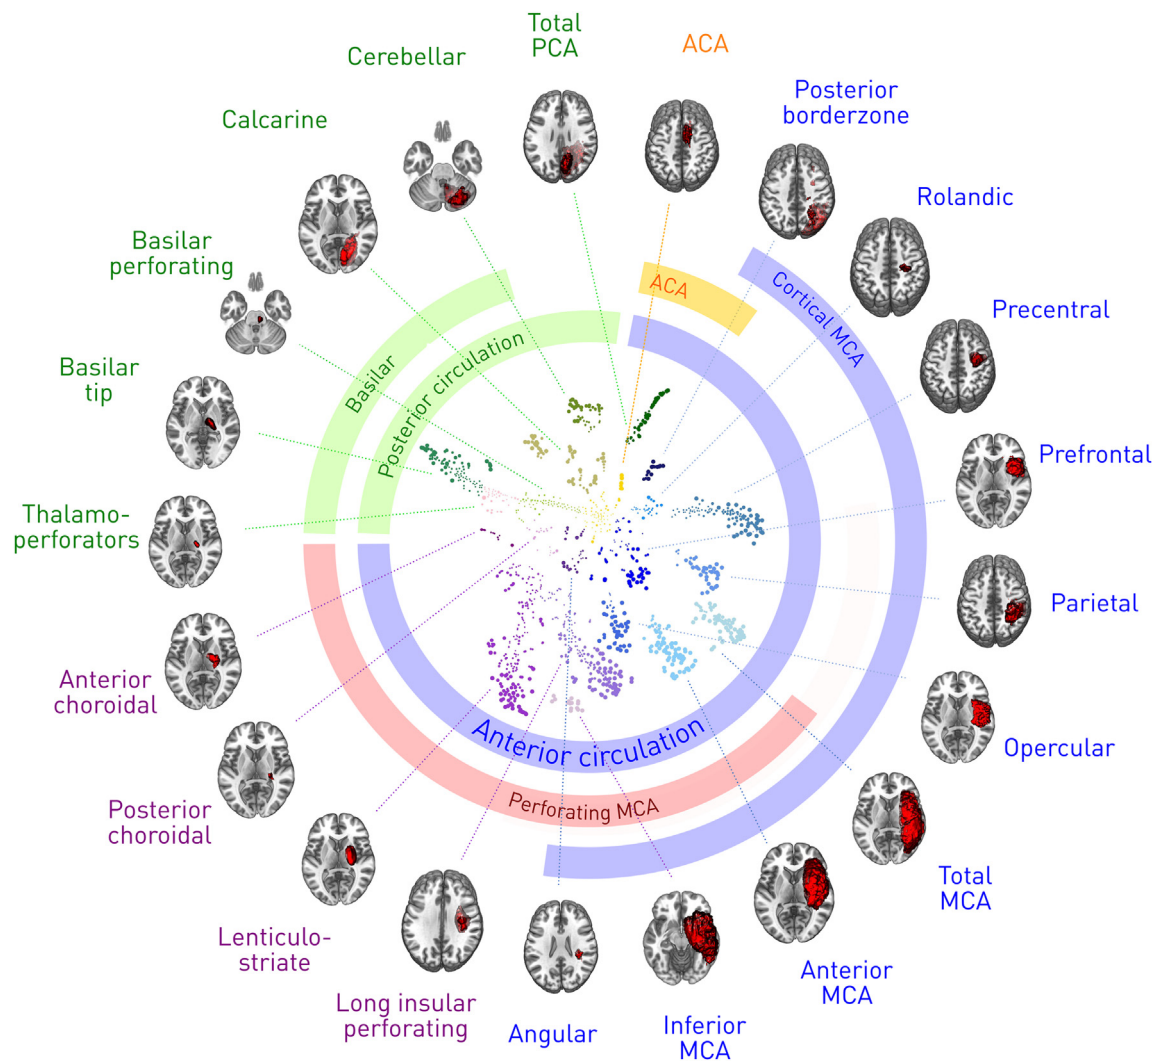 Total
PCA
ACA
Cerebellar
Posterior
borderzone
Calcarine
Rolandic
Basilar
perforating
Precentral
Basilar
tip
Prefrontal
Thalamo-
perforators
Parietal
Anterior
choroidal
Opercular
Posterior
choroidal
Total
MCA
Lenticulo-
striate
Anterior
MCA
Long insular
perforating
Angular
Inferior
MCA
ACA
Cortical MCA
Basilar
Posterior circulation
Anterior circulation
Perforating MCA